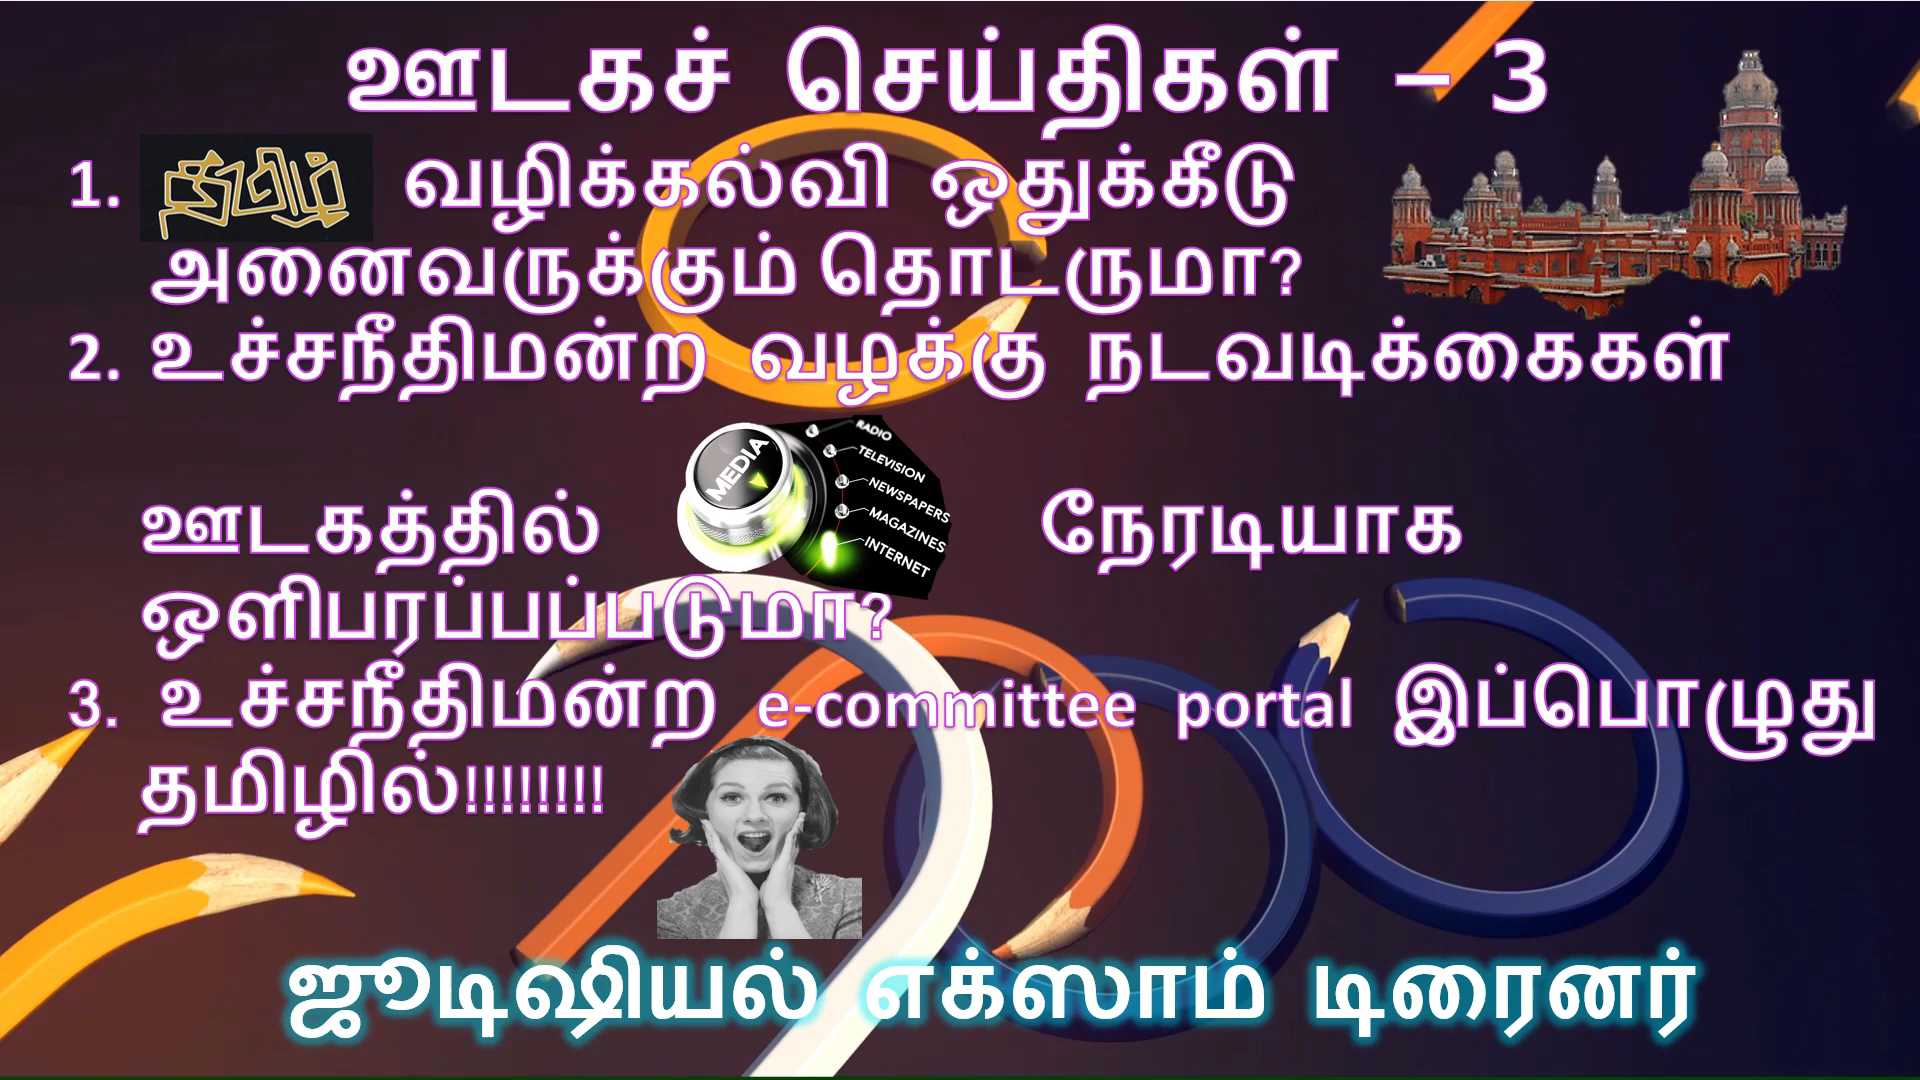 ஊடகச் செய்திகள் – 3
1. தமிழ் வழிக்கல்வி ஒதுக்கீடு
அனைவருக்கும் தொடருமா?
2. உச்சநீதிமன்ற வழக்கு நடவடிக்கைகள்
MEDIA
RADIO
TELEVISION
NEWSPAPERS
MAGAZINES
INTERNET
ஊடகத்தில் நேரடியாக
ஒளிபரப்பப்படுமா?
3. உச்சநீதிமன்ற e-committee portal இப்பொழுது
தமிழில்!!!!!!!!
ஜூடிஷியல் எக்ஸாம் டிரைனர்